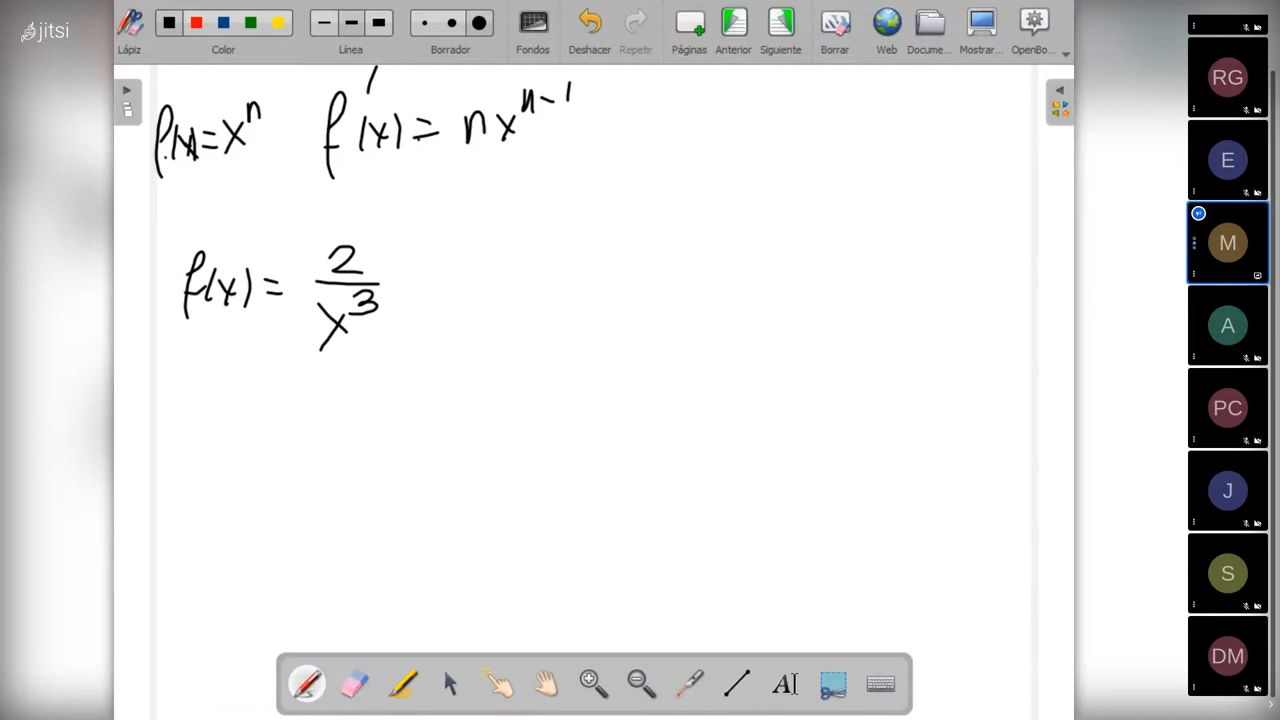 jitsi
Lápiz Color Línea Borrador Fondos Deshacer Repetir Páginas Anterior Siguiente Borrar Web Docume... Mostrar... OpenBo...
f(x)=x^n f'(x)= nx^{n-1}
f(x)= 2/x^3
RG
E
M
A
PC
J
S
DM
A